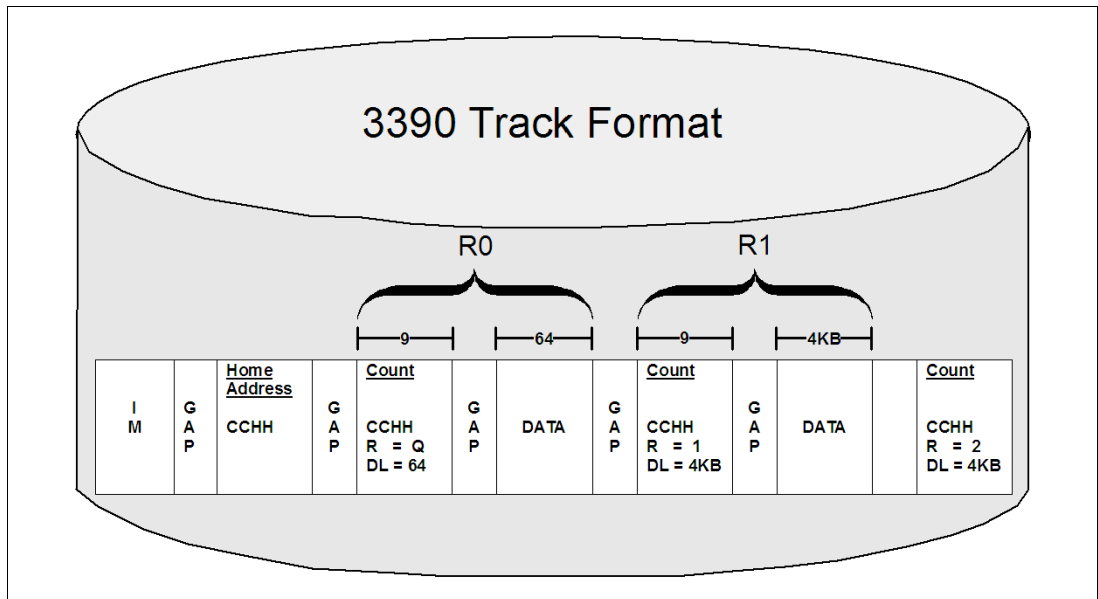 3390 Track Format
R0
R1
9
64
9
4KB
I
M
G
A
P
Home
Address
CCHH
G
A
P
Count
CCHH
R = Q
DL = 64
G
A
P
DATA
G
A
P
Count
CCHH
R = 1
DL = 4KB
G
A
P
DATA
Count
CCHH
R = 2
DL = 4KB